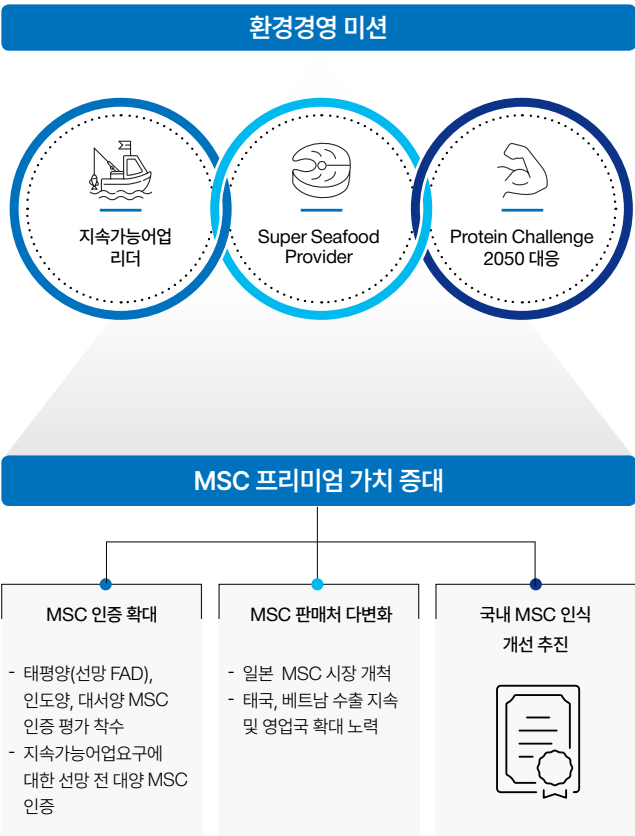 환경경영 미션
지속가능어업
리더
Super Seafood
Provider
Protein Challenge
2050 대응
MSC 프리미엄 가치 증대
MSC 인증 확대
- 태평양(선망 FAD),
인도양, 대서양 MSC
인증 평가 착수
- 지속가능어업요구에
대한 선망 전 대양 MSC
인증
MSC 판매처 다변화
- 일본 MSC 시장 개척
- 태국, 베트남 수출 지속
및 영업국 확대 노력
국내 MSC 인식
개선 추진